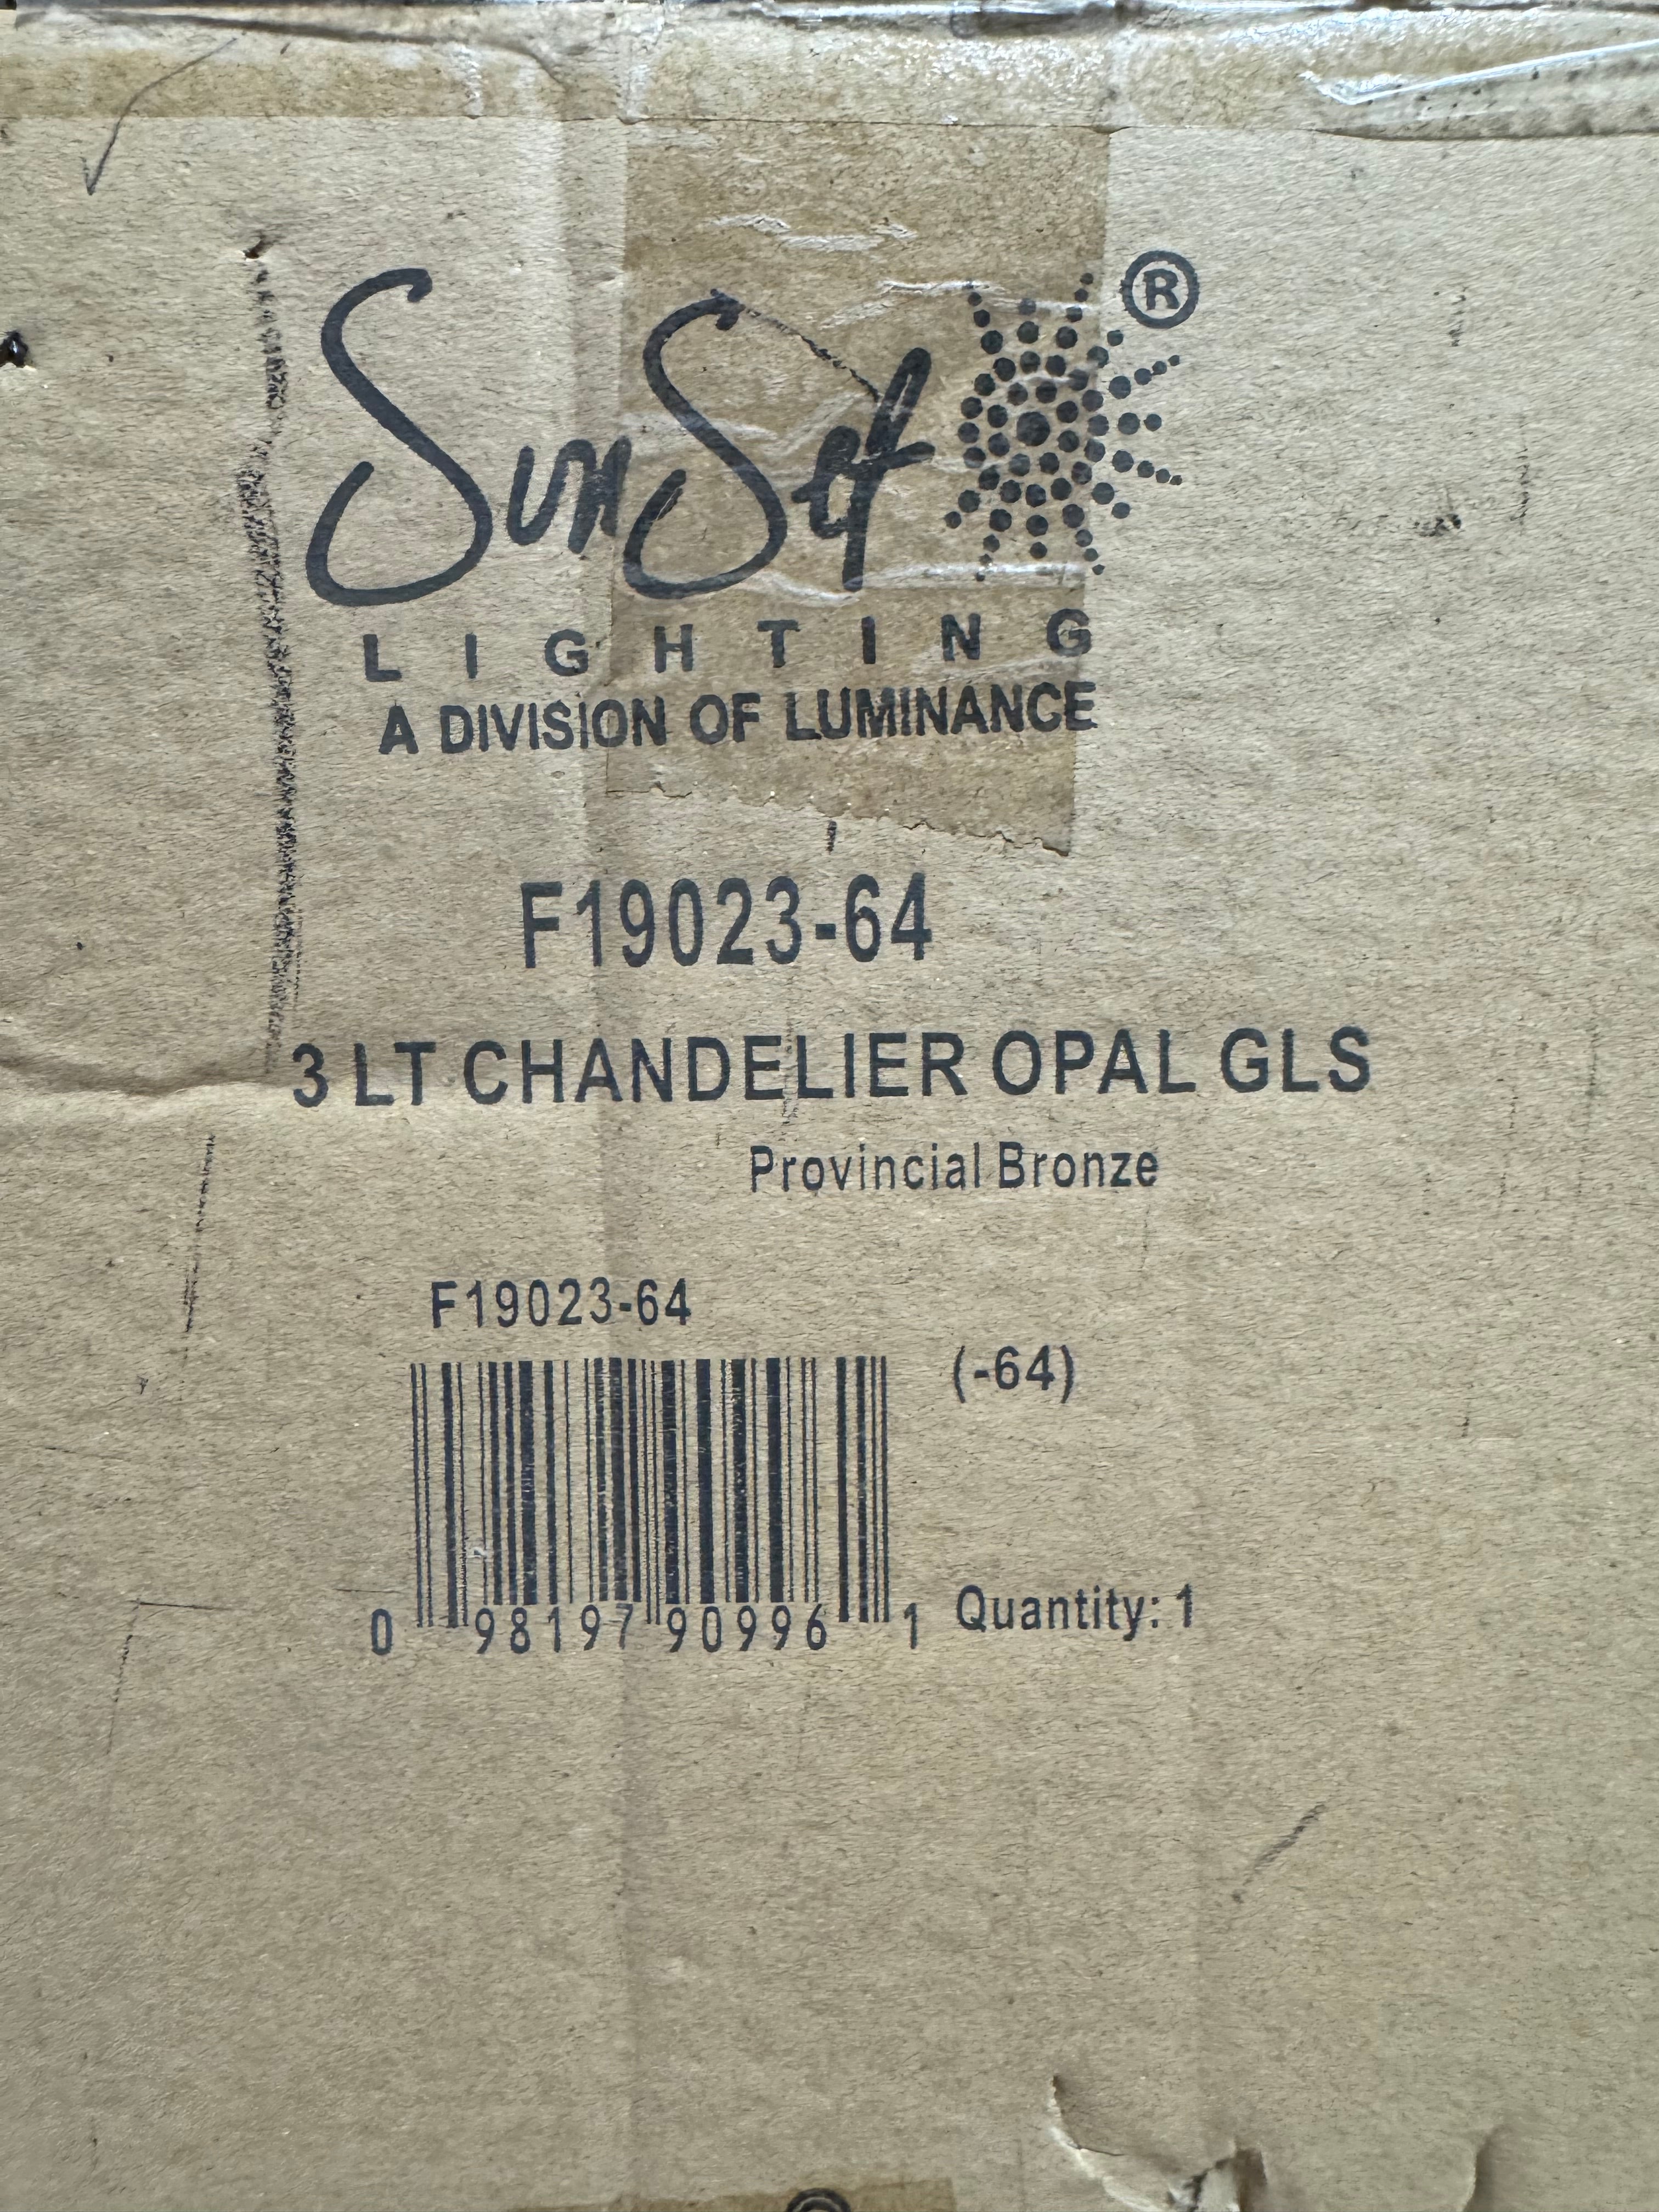 SunSet ®
LIGHTING
A DIVISION OF LUMINANCE
F19023-64
3 LT CHANDELIER OPAL GLS
Provincial Bronze
F19023-64
(-64)
0 98197 90996 1 Quantity: 1